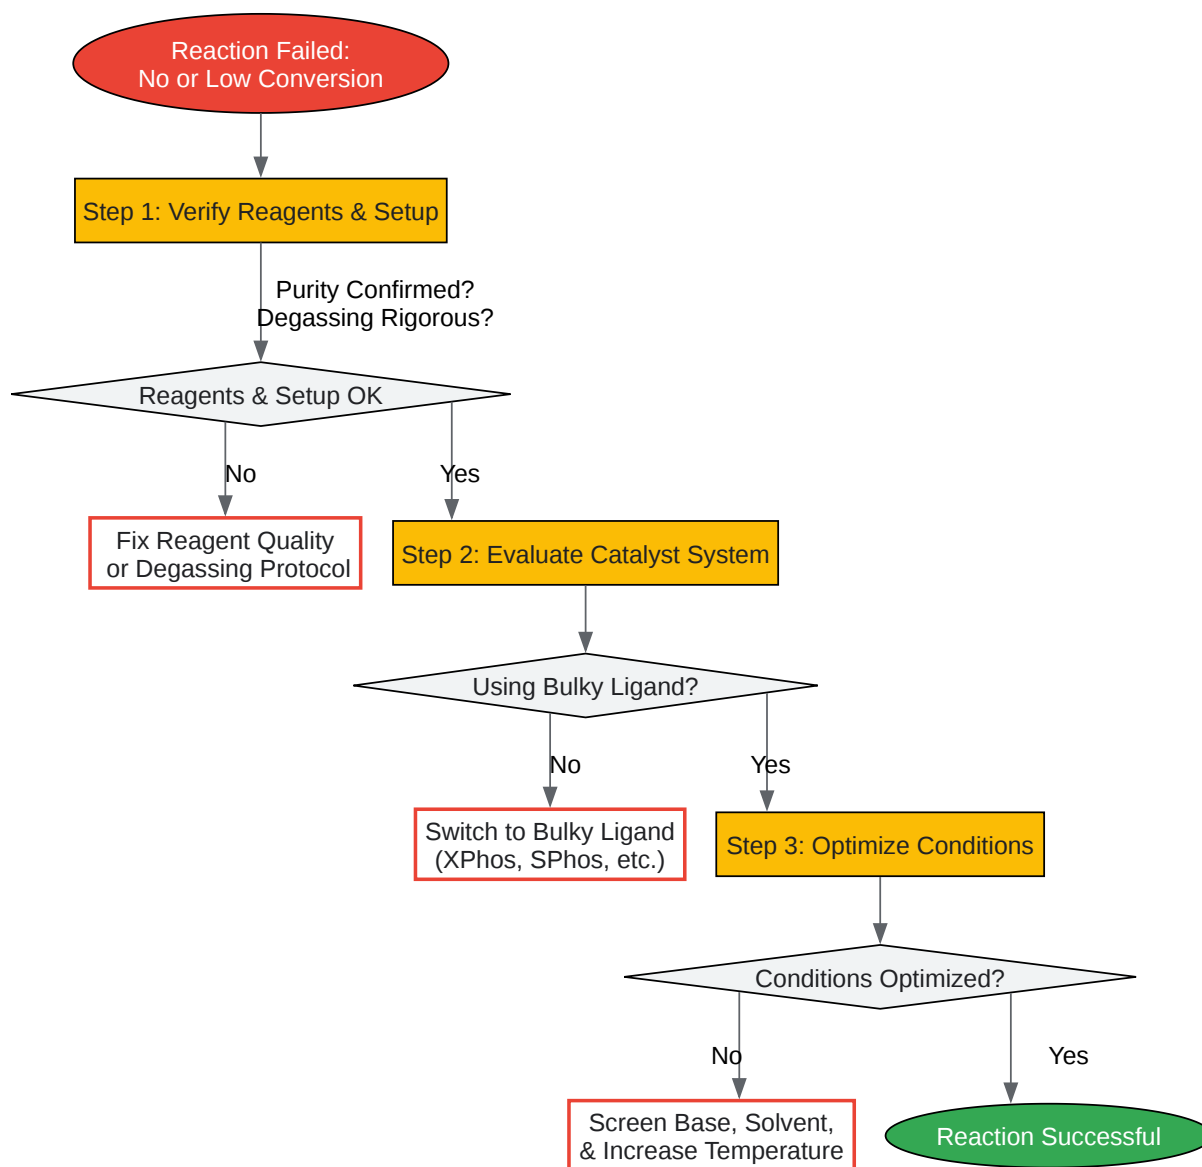 Reaction Failed:
No or Low Conversion
Step 1: Verify Reagents & Setup
Purity Confirmed?
Degassing Rigorous?
Reagents & Setup OK
No
Yes
Fix Reagent Quality
or Degassing Protocol
Step 2: Evaluate Catalyst System
Using Bulky Ligand?
No
Yes
Switch to Bulky Ligand
(XPhos, SPhos, etc.)
Step 3: Optimize Conditions
Conditions Optimized?
No
Yes
Screen Base, Solvent,
& Increase Temperature
Reaction Successful